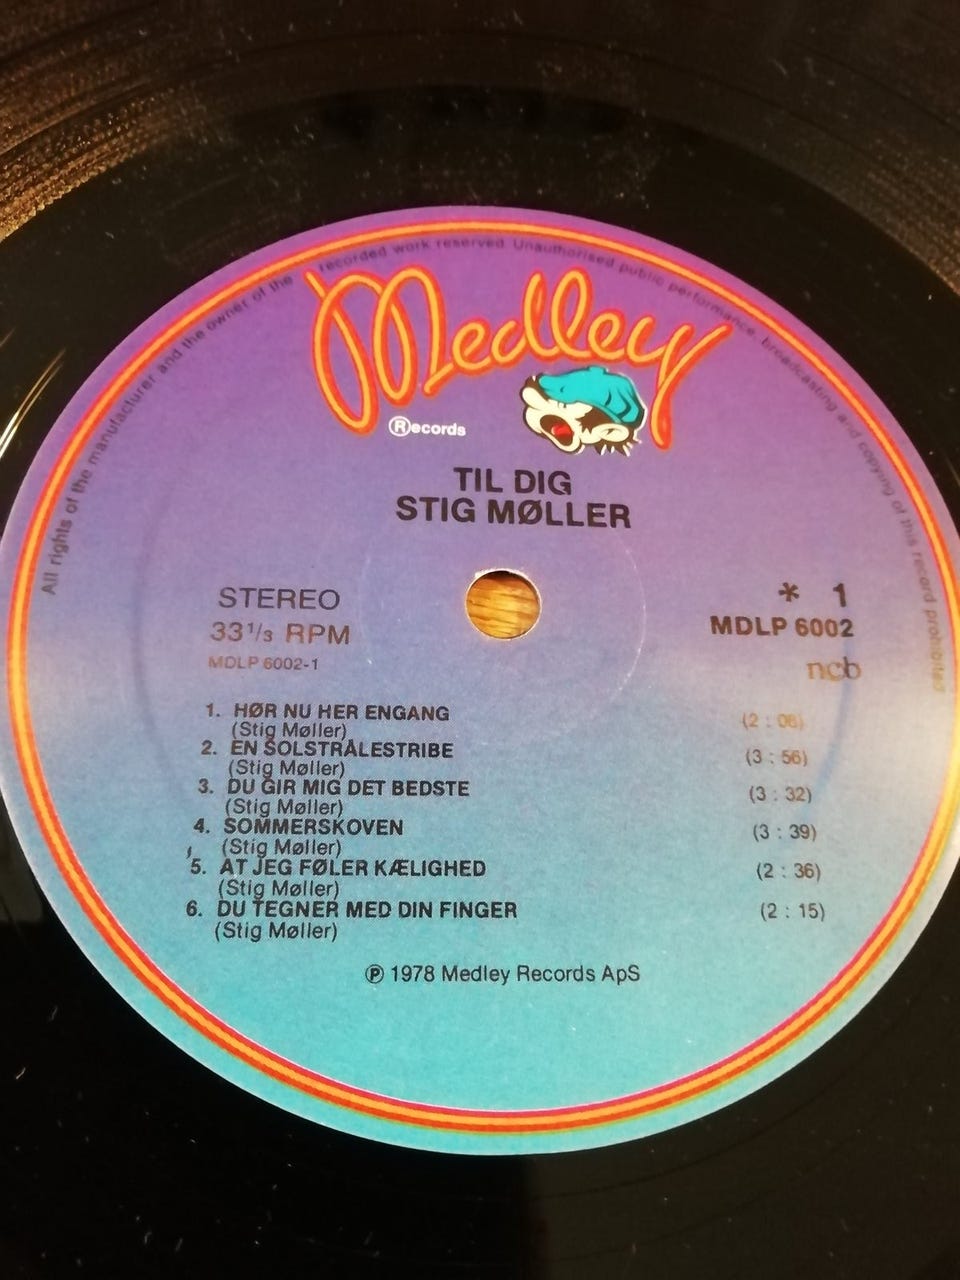 All rights of the manufacturer and the owner of the recorded work reserved. Unauthorised public performance, broadcasting and copying of this record prohibited
Medley
®ecords
TIL DIG
STIG MØLLER
STEREO
33 1/3 RPM
MDLP 6002-1
* 1
MDLP 6002
ncb
1. HØR NU HER ENGANG (2 : 08)
(Stig Møller)
2. EN SOLSTRÅLESTRIBE (3 : 56)
(Stig Møller)
3. DU GIR MIG DET BEDSTE (3 : 32)
(Stig Møller)
4. SOMMERSKOVEN (3 : 39)
(Stig Møller)
5. AT JEG FØLER KÆLIGHED (2 : 36)
(Stig Møller)
6. DU TEGNER MED DIN FINGER (2 : 15)
(Stig Møller)
℗ 1978 Medley Records ApS